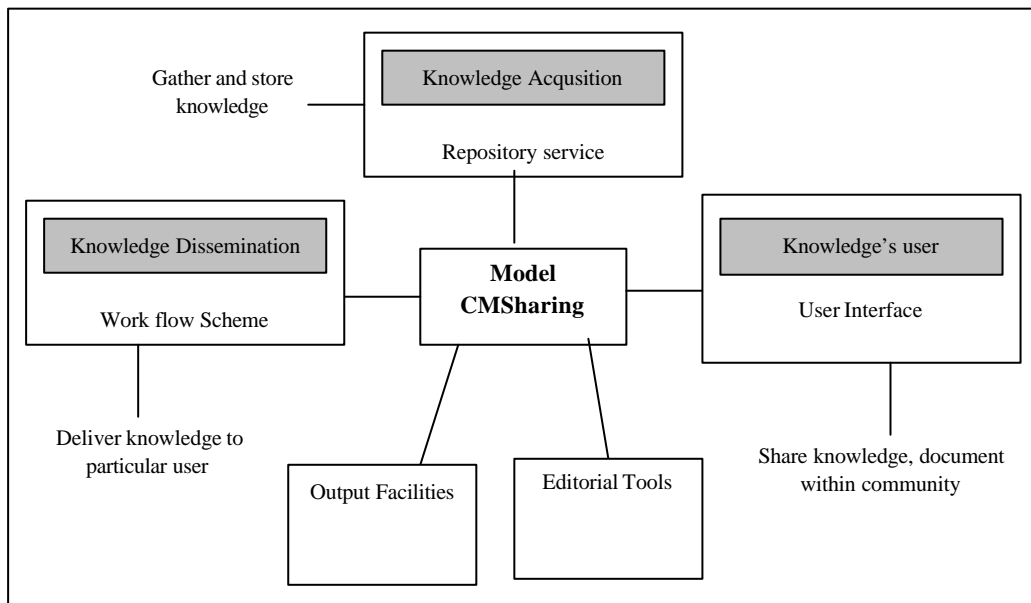 Gather and store
knowledge
Knowledge Acqusition
Repository service
Knowledge Dissemination
Work flow Scheme
Model
CMSharing
Knowledge's user
User Interface
Deliver knowledge to
particular user
Output Facilities
Editorial Tools
Share knowledge, document
within community